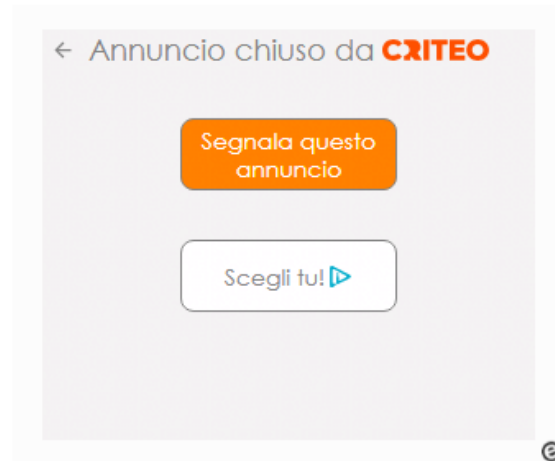 ← Annuncio chiuso da CRITEO
Segnala questo
annuncio
Scegli tu!